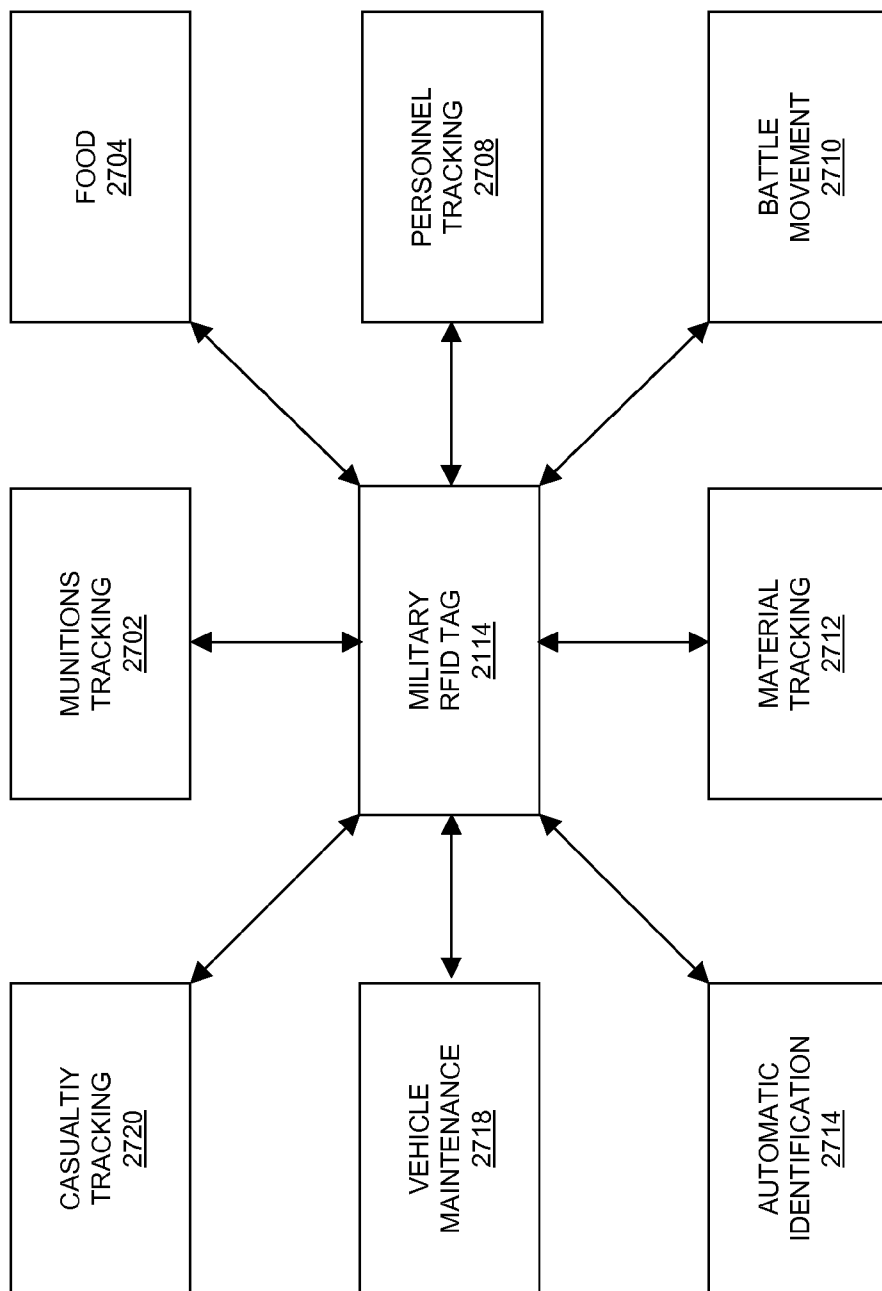 CASUALTIY
TRACKING
2720
MUNITIONS
TRACKING
2702
FOOD
2704
VEHICLE
MAINTENANCE
2718
MILITARY
RFID TAG
2114
PERSONNEL
TRACKING
2708
AUTOMATIC
IDENTIFICATION
2714
MATERIAL
TRACKING
2712
BATTLE
MOVEMENT
2710